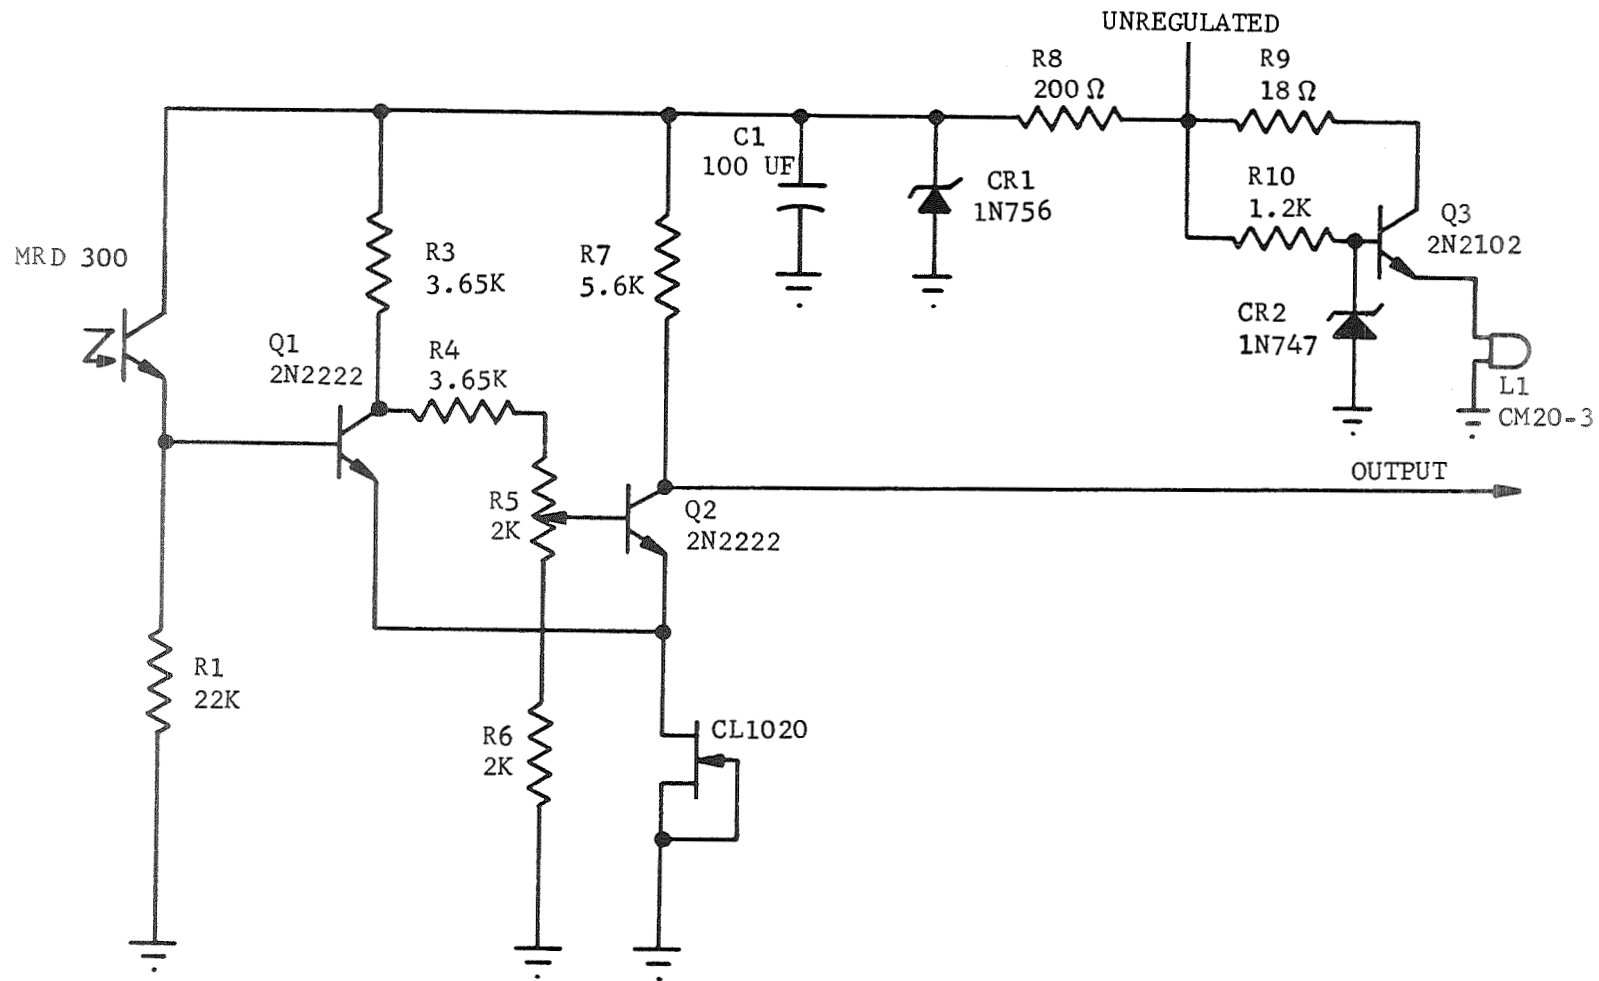 UNREGULATED
R8
200 Ω
R9
18 Ω
C1
100 UF
CR1
1N756
R10
1.2K
Q3
2N2102
MRD 300
R3
3.65K
R7
5.6K
CR2
1N747
Q1
2N2222
R4
3.65K
L1
CM20-3
OUTPUT
R5
2K
Q2
2N2222
R1
22K
R6
2K
CL1020